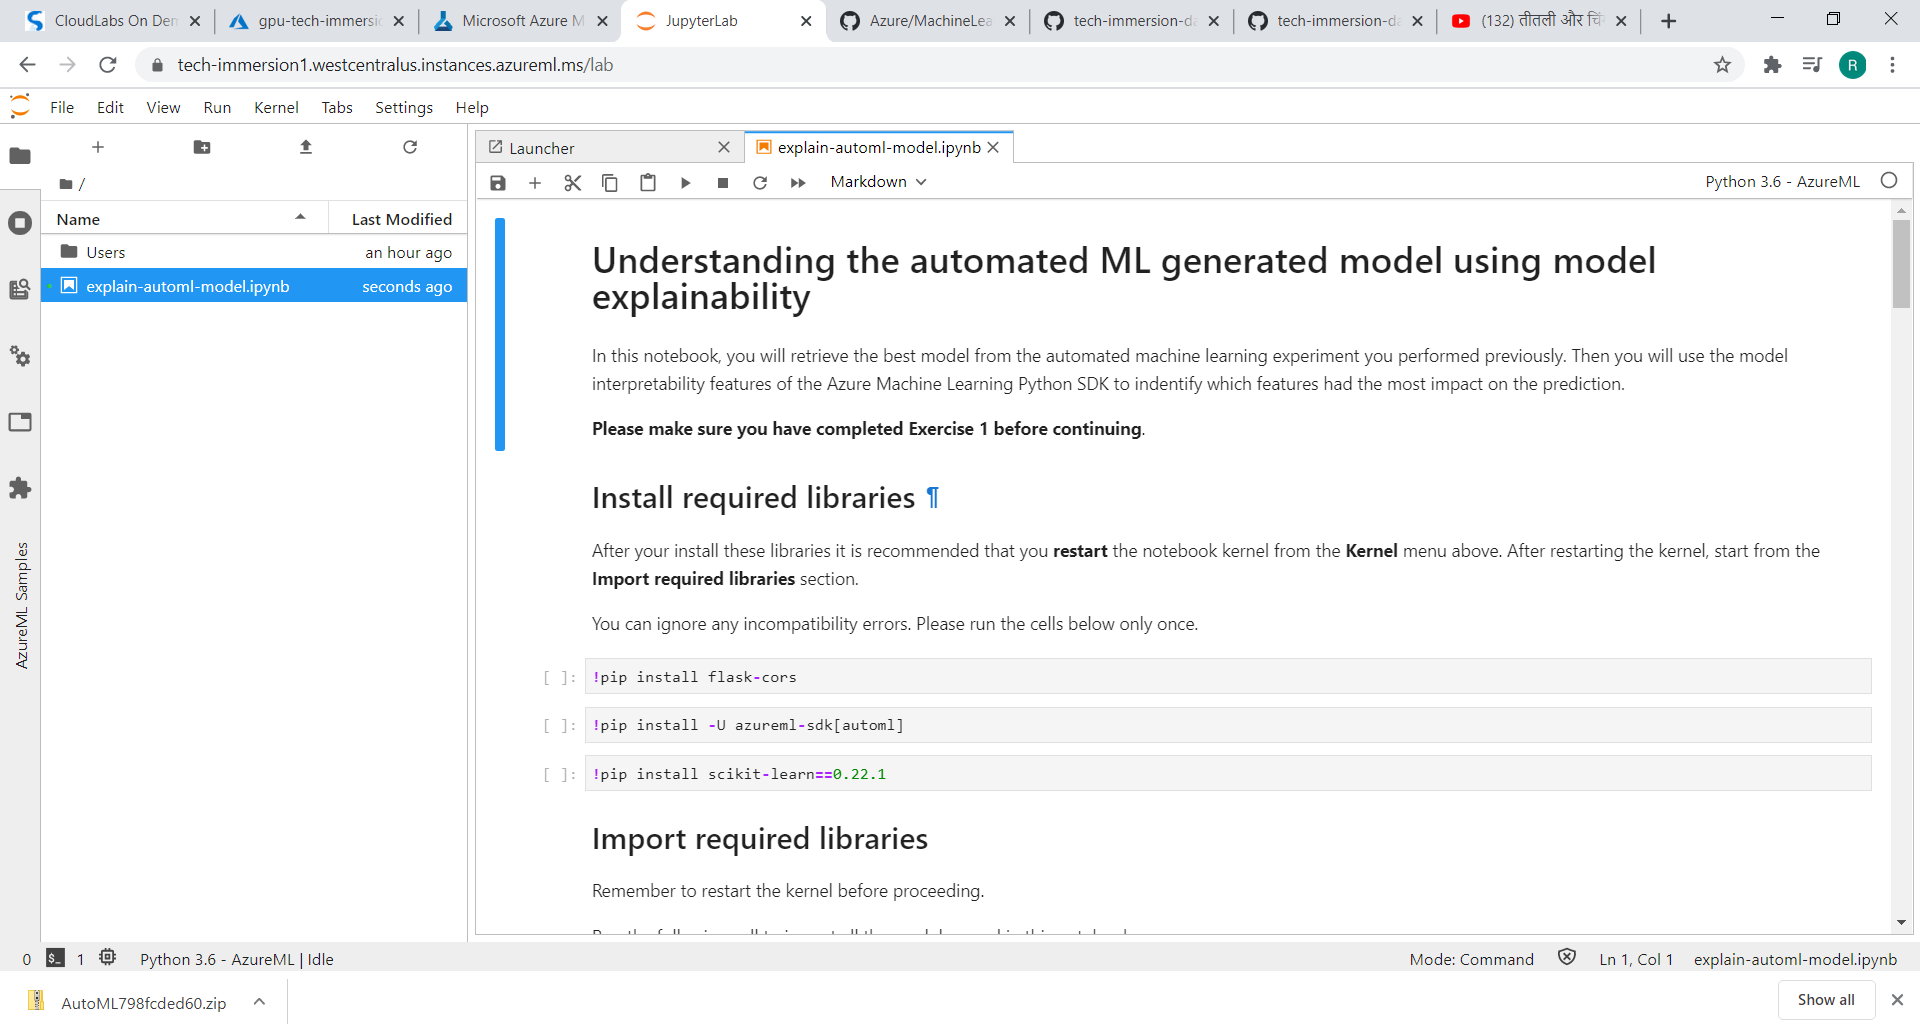 CloudLabs On Den
gpu-tech-immersi
Microsoft Azure M
JupyterLab
Azure/MachineLea
tech-immersion-da
tech-immersion-da
(132) तीतली और चिं
tech-immersion1.westcentralus.instances.azureml.ms/lab
R
File Edit View Run Kernel Tabs Settings Help
Launcher
explain-automl-model.ipynb
/
Markdown
Python 3.6 - AzureML
Name Last Modified
Users an hour ago
explain-automl-model.ipynb seconds ago
AzureML Samples
Understanding the automated ML generated model using model
explainability
In this notebook, you will retrieve the best model from the automated machine learning experiment you performed previously. Then you will use the model
interpretability features of the Azure Machine Learning Python SDK to indentify which features had the most impact on the prediction.
Please make sure you have completed Exercise 1 before continuing.
Install required libraries ¶
After your install these libraries it is recommended that you restart the notebook kernel from the Kernel menu above. After restarting the kernel, start from the
Import required libraries section.
You can ignore any incompatibility errors. Please run the cells below only once.
[ ]: !pip install flask-cors
[ ]: !pip install -U azureml-sdk[automl]
[ ]: !pip install scikit-learn==0.22.1
Import required libraries
Remember to restart the kernel before proceeding.
0 $_ 1 Python 3.6 - AzureML | Idle
Mode: Command Ln 1, Col 1 explain-automl-model.ipynb
AutoML798fcded60.zip
Show all